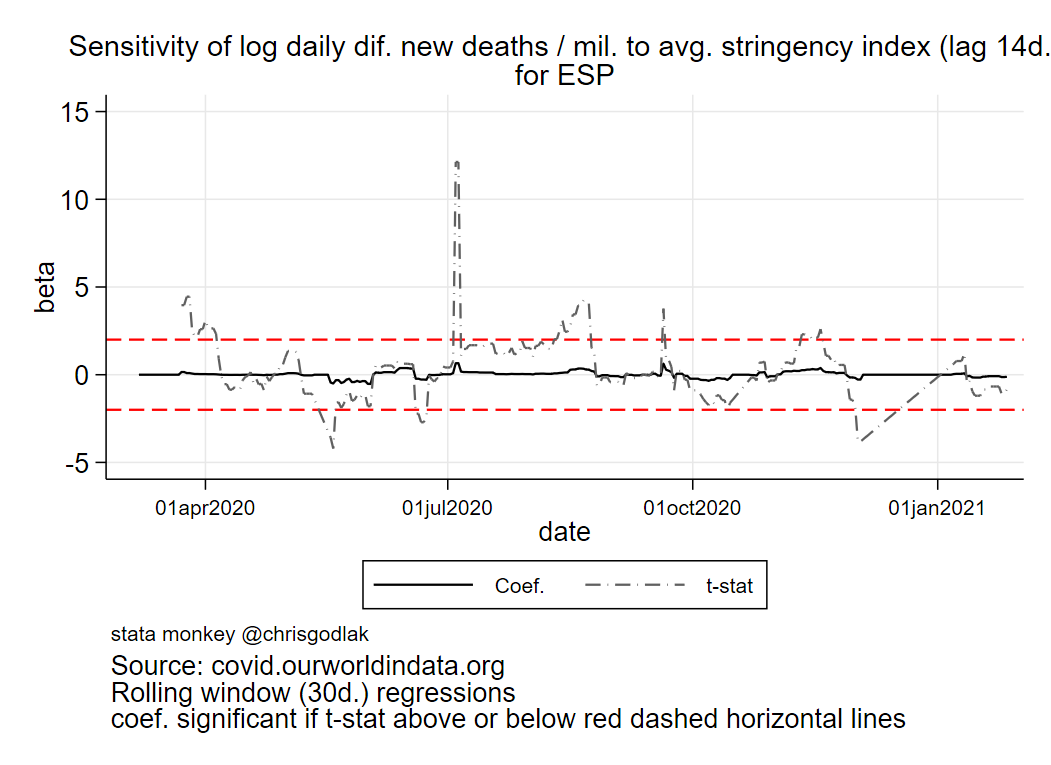 Sensitivity of log daily dif. new deaths / mil. to avg. stringency index (lag 14d.
for ESP
15
10
5
0
-5
beta
01apr2020 01jul2020 01oct2020 01jan2021
date
Coef. t-stat
stata monkey @chrisgodlak
Source: covid.ourworldindata.org
Rolling window (30d.) regressions
coef. significant if t-stat above or below red dashed horizontal lines